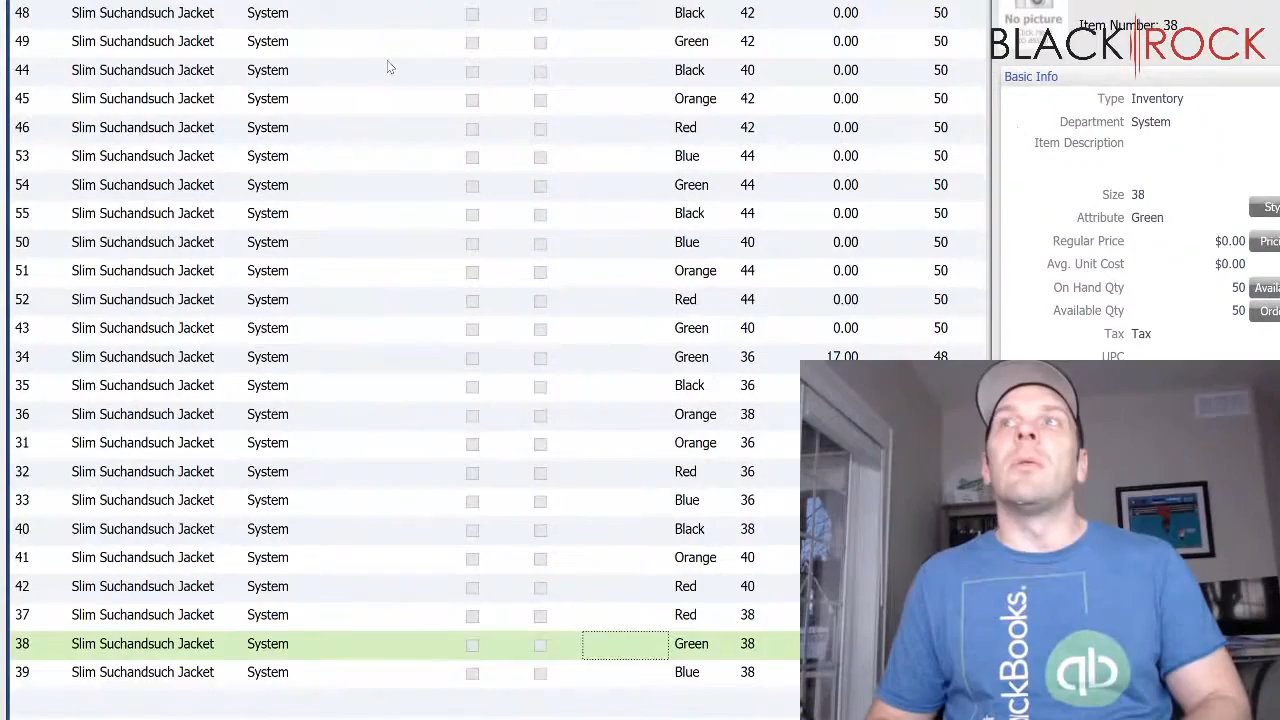 48 Slim Suchandsuch Jacket System Black 42 0.00 50
49 Slim Suchandsuch Jacket System Green 42 0.00 50
44 Slim Suchandsuch Jacket System Black 40 0.00 50
45 Slim Suchandsuch Jacket System Orange 42 0.00 50
46 Slim Suchandsuch Jacket System Red 42 0.00 50
53 Slim Suchandsuch Jacket System Blue 44 0.00 50
54 Slim Suchandsuch Jacket System Green 44 0.00 50
55 Slim Suchandsuch Jacket System Black 44 0.00 50
50 Slim Suchandsuch Jacket System Blue 40 0.00 50
51 Slim Suchandsuch Jacket System Orange 44 0.00 50
52 Slim Suchandsuch Jacket System Red 44 0.00 50
43 Slim Suchandsuch Jacket System Green 40 0.00 50
34 Slim Suchandsuch Jacket System Green 36 17.00 48
35 Slim Suchandsuch Jacket System Black 36
36 Slim Suchandsuch Jacket System Orange 38
31 Slim Suchandsuch Jacket System Orange 36
32 Slim Suchandsuch Jacket System Red 36
33 Slim Suchandsuch Jacket System Blue 36
40 Slim Suchandsuch Jacket System Black 38
41 Slim Suchandsuch Jacket System Orange 40
42 Slim Suchandsuch Jacket System Red 40
37 Slim Suchandsuch Jacket System Red 38
38 Slim Suchandsuch Jacket System Green 38
39 Slim Suchandsuch Jacket System Blue 38
No picture
Item Number: 38
BLACK ROCK
Basic Info
Type Inventory
Department System
Item Description
Size 38 Sty
Attribute Green
Regular Price $0.00 Prici
Avg. Unit Cost $0.00
On Hand Qty 50 Availa
Available Qty 50 Orde
Tax Tax
UPC
ckBooks.
qb